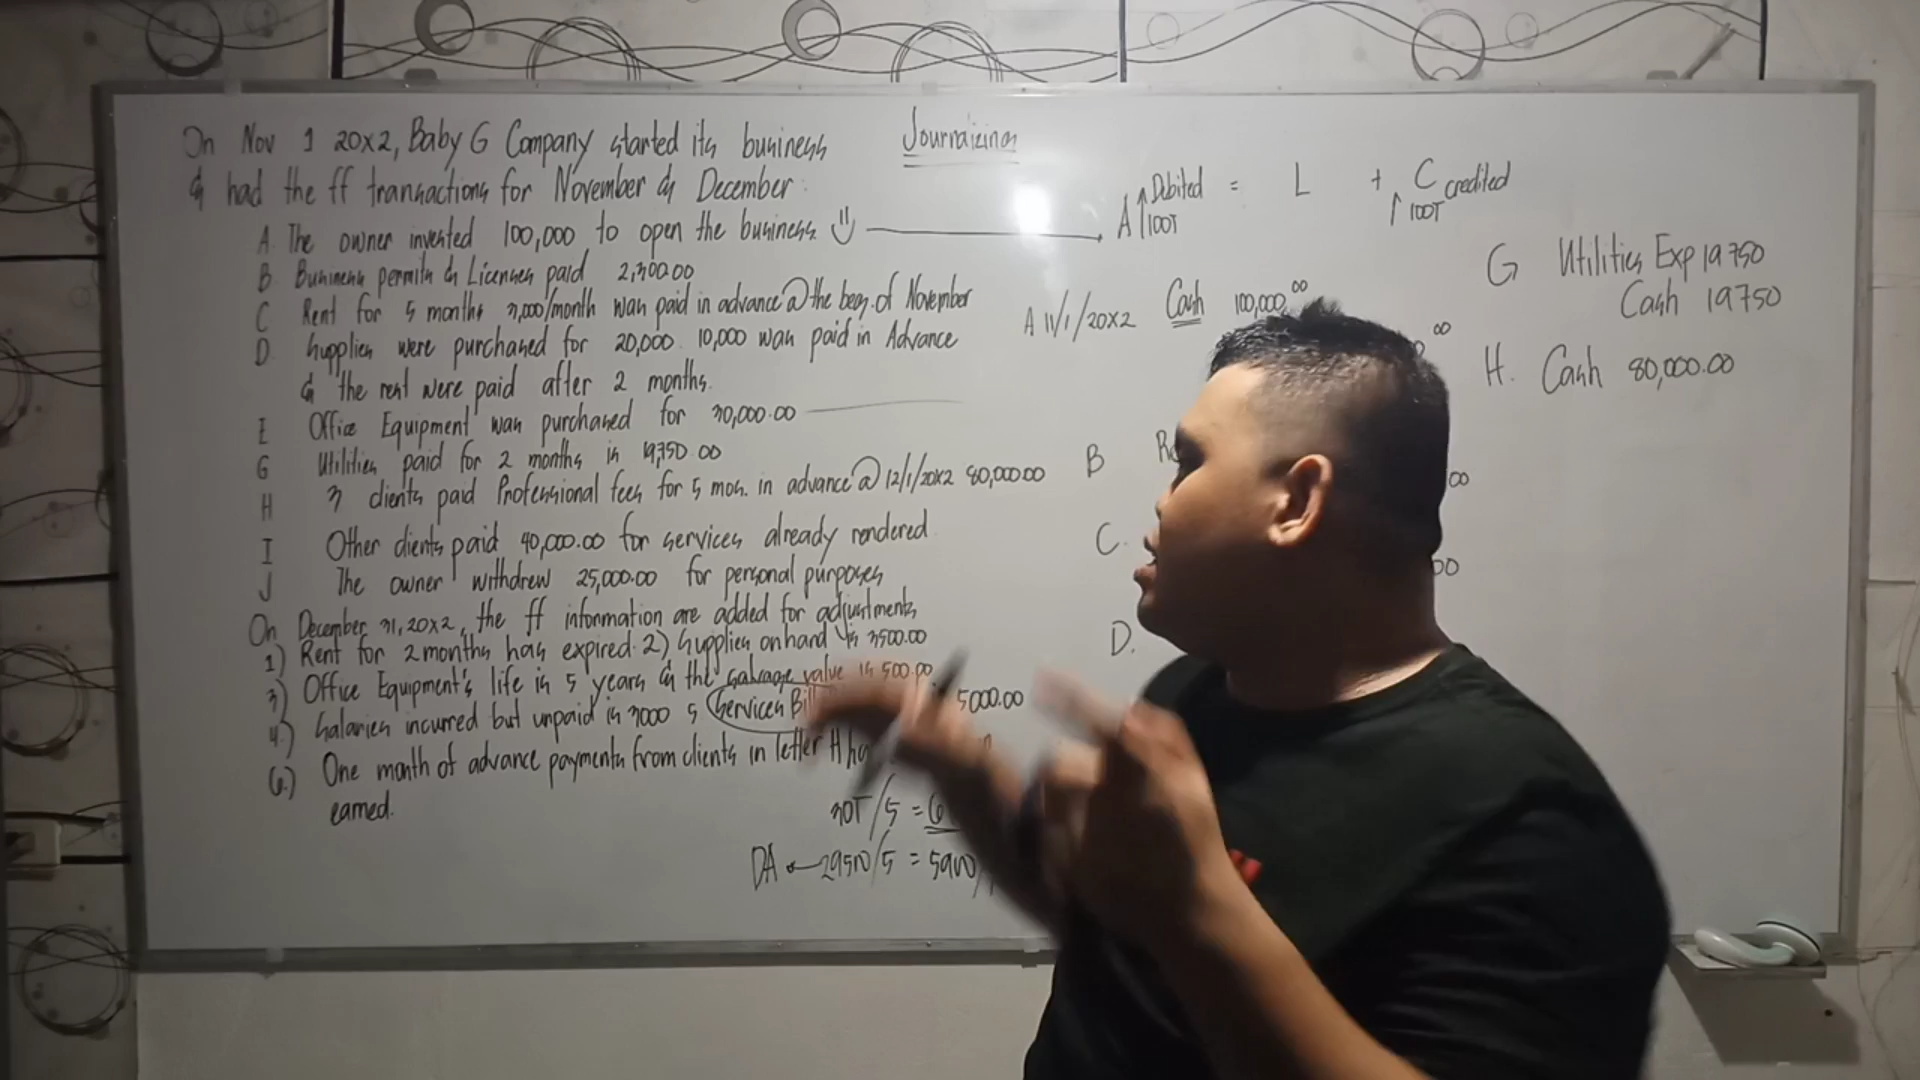 On Nov 1 20x2, Baby G Company started its business
& had the ff transactions for November & December:
A. The owner invested 100,000 to open the business.
B Business permits & Licenses paid 2,300.00
C Rent for 5 months 3,000/month was paid in advance @ the beg. of November
D. Supplies were purchased for 20,000. 10,000 was paid in Advance
& the rest were paid after 2 months.
E Office Equipment was purchased for 30,000.00
G Utilities paid for 2 months is 19,750.00
H 3 clients paid Professional fees for 5 mos. in advance @ 12/1/20x2 80,000.00
I Other clients paid 40,000.00 for services already rendered
J The owner withdrew 25,000.00 for personal purposes
On December 31, 20x2, the ff information are added for adjustments
1) Rent for 2 months has expired. 2) Supplies on hand is 3500.00
3) Office Equipment's life is 5 years & the salvage value is 500.00
4.) Salaries incurred but unpaid is 3000 5 Services 5000.00
6.) One month of advance payments from clients in letter H
earned.
30T/5 =
DA 29500/5 = 5900
Journalizing
A ↑ Debited 100T = L + C credited ↑ 100T
A 11/1/20x2 Cash 100,000.00
00
B
00
C.
00
D.
G Utilities Exp 19750
Cash 19750
H. Cash 80,000.00